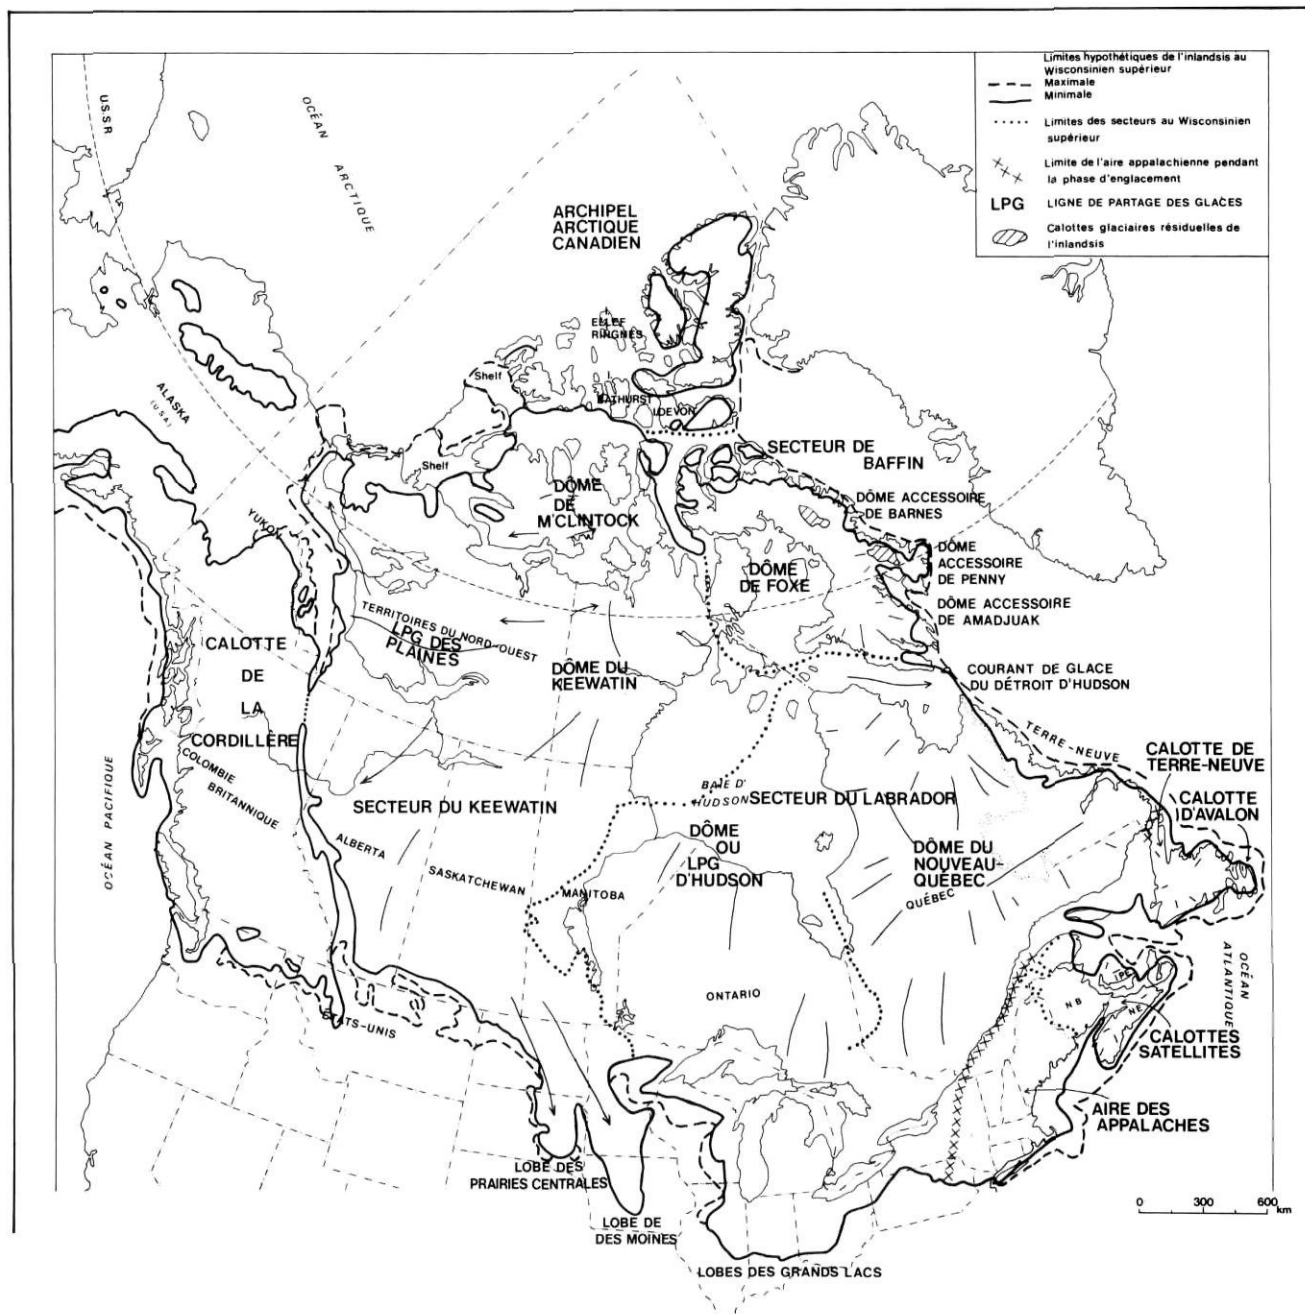 Limites hypothétiques de l'inlandsis au
Wisconsinien supérieur
Maximale
Minimale
Limites des secteurs au Wisconsinien
supérieur
Limite de l'aire appalachienne pendant
la phase d'englacement
LPG LIGNE DE PARTAGE DES GLACES
Calottes glaciaires résiduelles de
l'inlandsis
U.S.S.R
OCÉAN ARCTIQUE
ARCHIPEL
ARCTIQUE
CANADIEN
ELLEF
RINGNES
Shelf
BATHURST
I.DEVON
ALASKA
(U.S.A.)
Shelf
SECTEUR DE
BAFFIN
DÔME
DE
M'CLINTOCK
DÔME ACCESSOIRE
DE BARNES
YUKON
DÔME
DE FOXE
DÔME
ACCESSOIRE
DE PENNY
DÔME ACCESSOIRE
DE AMADJUAK
TERRITOIRES DU NORD-OUEST
LPG DES
PLAINES
CALOTTE
DE
LA
CORDILLÈRE
DÔME DU
KEEWATIN
COURANT DE GLACE
DU DÉTROIT D'HUDSON
TERRE-NEUVE
CALOTTE DE
TERRE-NEUVE
OCÉAN PACIFIQUE
COLOMBIE
BRITANNIQUE
BAIE D'
HUDSON
SECTEUR DU KEEWATIN
SECTEUR DU LABRADOR
CALOTTE
D'AVALON
ALBERTA
DÔME
OU
LPG
D'HUDSON
DÔME DU
NOUVEAU-
QUÉBEC
SASKATCHEWAN
MANITOBA
QUÉBEC
OCÉAN
ATLANTIQUE
IPE
N.B
NE
ONTARIO
ÉTATS-UNIS
CALOTTES
SATELLITES
AIRE DES
APPALACHES
LOBE DES
PRAIRIES CENTRALES
LOBE DE
DES MOINES
LOBES DES GRANDS LACS
0 300 600
km